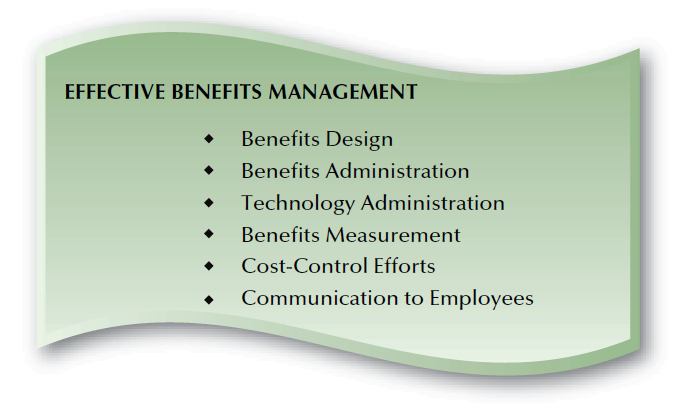 EFFECTIVE BENEFITS MANAGEMENT
◆ Benefits Design
◆ Benefits Administration
◆ Technology Administration
◆ Benefits Measurement
◆ Cost-Control Efforts
◆ Communication to Employees